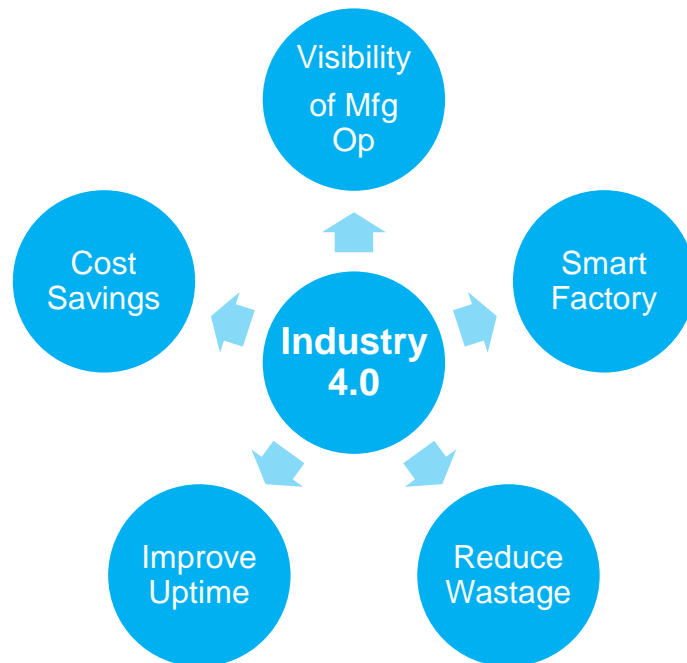 Visibility
of Mfg
Op
Cost
Savings
Smart
Factory
Industry
4.0
Improve
Uptime
Reduce
Wastage